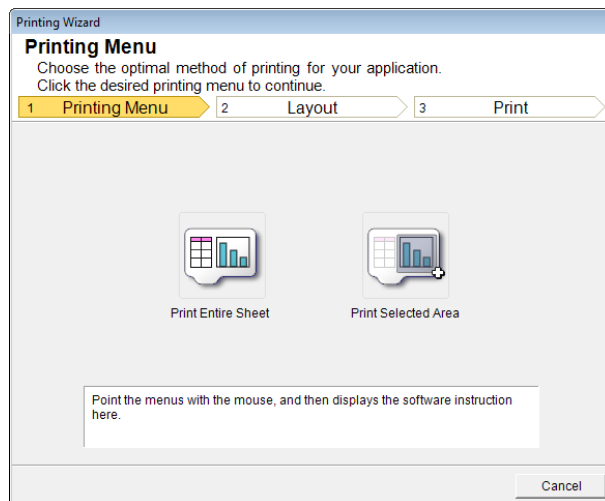 Printing Wizard
Printing Menu
Choose the optimal method of printing for your application.
Click the desired printing menu to continue.
1 Printing Menu 2 Layout 3 Print
Print Entire Sheet Print Selected Area
Point the menus with the mouse, and then displays the software instruction
here.
Cancel